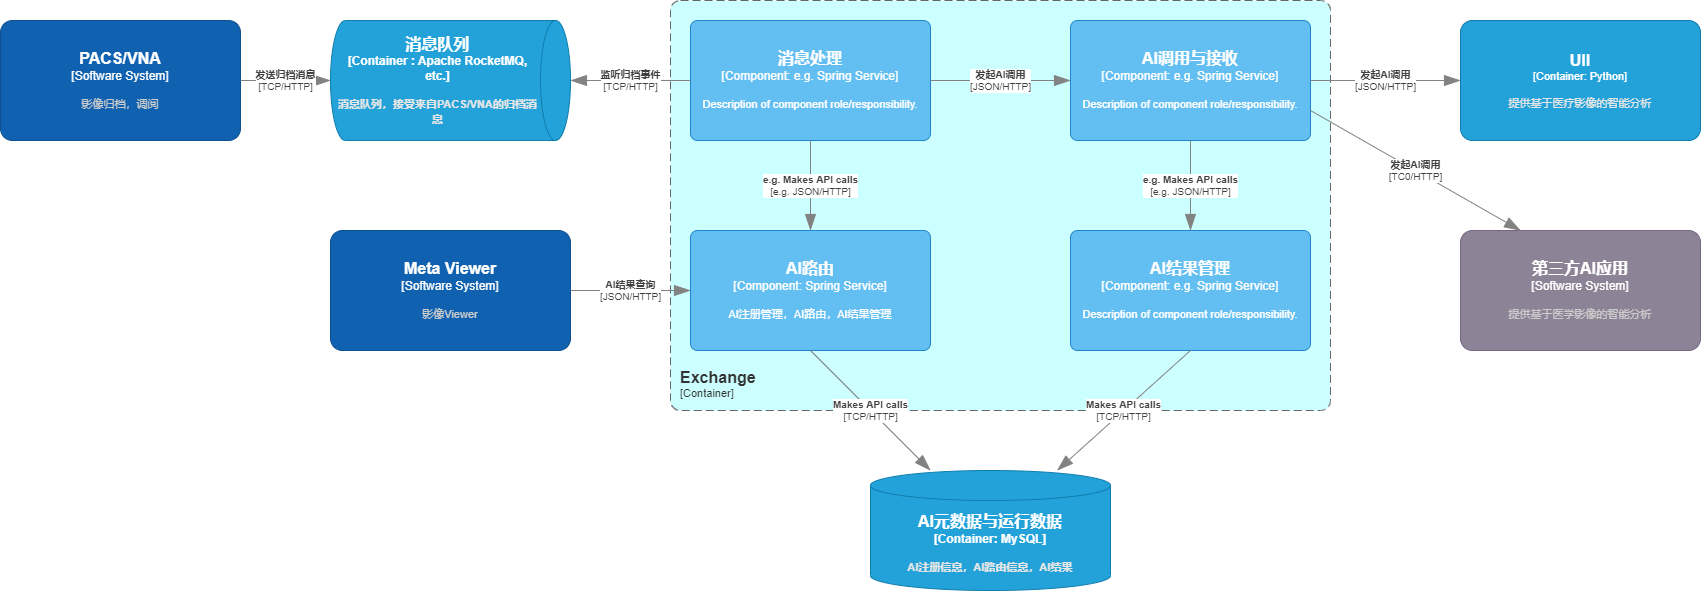 PACS/VNA
[Software System]
影像归档，调阅
发送归档消息
[TCP/HTTP]
消息队列
[Container : Apache RocketMQ,
etc.]
消息队列，接受来自PACS/VNA的归档消
息
监听归档事件
[TCP/HTTP]
消息处理
[Component: e.g. Spring Service]
Description of component role/responsibility.
发起AI调用
[JSON/HTTP]
AI调用与接收
[Component: e.g. Spring Service]
Description of component role/responsibility.
发起AI调用
[JSON/HTTP]
UII
[Container: Python]
提供基于医疗影像的智能分析
发起AI调用
[TC0/HTTP]
e.g. Makes API calls
[e.g. JSON/HTTP]
e.g. Makes API calls
[e.g. JSON/HTTP]
Meta Viewer
[Software System]
影像Viewer
AI结果查询
[JSON/HTTP]
AI路由
[Component: Spring Service]
AI注册管理，AI路由，AI结果管理
AI结果管理
[Component: e.g. Spring Service]
Description of component role/responsibility.
第三方AI应用
[Software System]
提供基于医学影像的智能分析
Exchange
[Container]
Makes API calls
[TCP/HTTP]
Makes API calls
[TCP/HTTP]
AI元数据与运行数据
[Container: MySQL]
AI注册信息，AI路由信息，AI结果